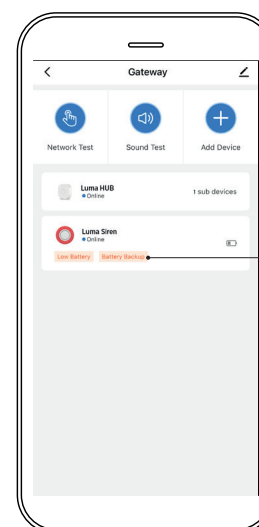 Gateway
Network Test Sound Test Add Device
Luma HUB
Online
1 sub devices
Luma Siren
Online
Low Battery Battery Backup